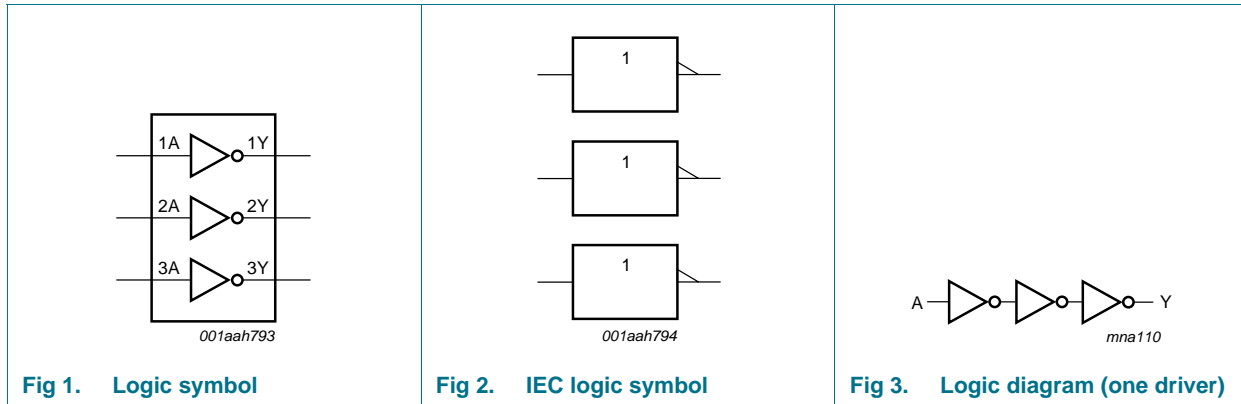 1A 1Y
2A 2Y
3A 3Y
001aah793
Fig 1. Logic symbol
1
1
1
001aah794
Fig 2. IEC logic symbol
A Y
mna110
Fig 3. Logic diagram (one driver)